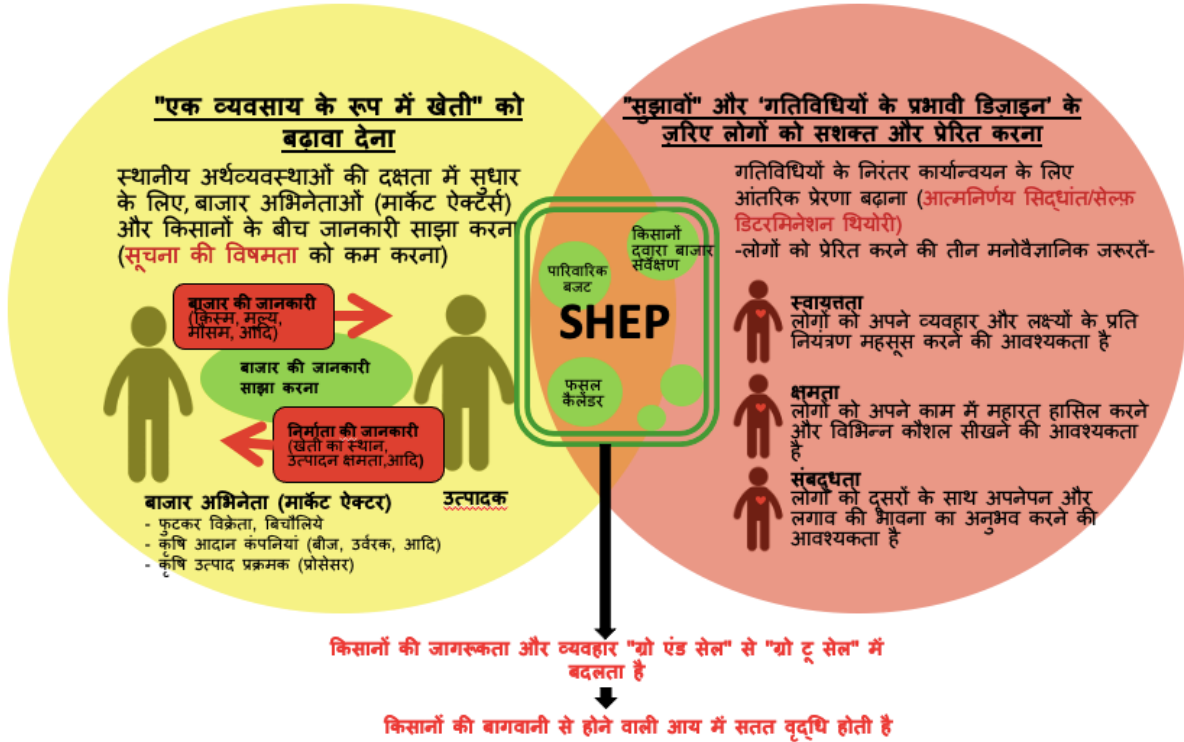 "एक व्यवसाय के रूप में खेती" को
बढ़ावा देना
स्थानीय अर्थव्यवस्थाओं की दक्षता में सुधार
के लिए, बाजार अभिनेताओं (मार्केट ऐक्टर्स)
और किसानों के बीच जानकारी साझा करना
(सूचना की विषमता को कम करना)
बाजार की जानकारी
(किस्म, मूल्य,
मौसम, आदि)
बाजार की जानकारी
साझा करना
निर्माता की जानकारी
(खेती का स्थान,
उत्पादन क्षमता,आदि)
बाजार अभिनेता (मार्केट ऐक्टर)
- फुटकर विक्रेता, बिचौलिये
- कृषि आदान कंपनियां (बीज, उर्वरक, आदि)
- कृषि उत्पाद प्रक्रमक (प्रोसेसर)
उत्पादक
पारिवारिक
बजट
किसानों
द्वारा बाजार
सर्वेक्षण
SHEP
फसल
कैलेंडर
"सुझावों" और ‘गतिविधियों के प्रभावी डिज़ाइन’ के
ज़रिए लोगों को सशक्त और प्रेरित करना
गतिविधियों के निरंतर कार्यान्वयन के लिए
आंतरिक प्रेरणा बढ़ाना (आत्मनिर्णय सिद्धांत/सेल्फ़
डिटरमिनेशन थियोरी)
-लोगों को प्रेरित करने की तीन मनोवैज्ञानिक जरूरतें-
स्वायत्तता
लोगों को अपने व्यवहार और लक्ष्यों के प्रति
नियंत्रण महसूस करने की आवश्यकता है
क्षमता
लोगों को अपने काम में महारत हासिल करने
और विभिन्न कौशल सीखने की आवश्यकता
है
संबद्धता
लोगों को दूसरों के साथ अपनेपन और
लगाव की भावना का अनुभव करने की
आवश्यकता है
किसानों की जागरूकता और व्यवहार "ग्रो एंड सेल" से "ग्रो टू सेल" में
बदलता है
किसानों की बागवानी से होने वाली आय में सतत वृद्धि होती है